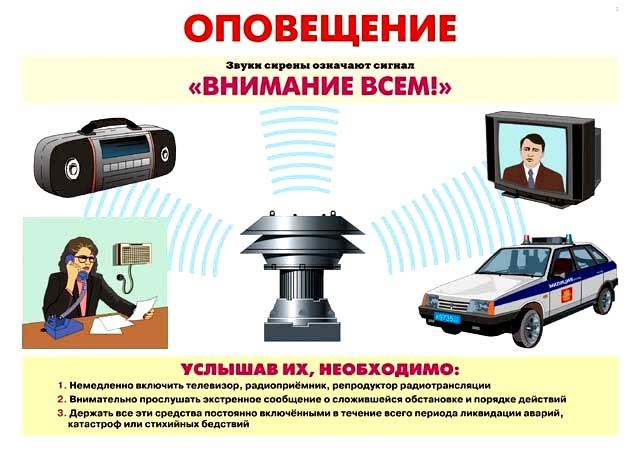 ОПОВЕЩЕНИЕ
Звуки сирены означают сигнал
«ВНИМАНИЕ ВСЕМ!»
МИЛИЦИЯ
УСЛЫШАВ ИХ, НЕОБХОДИМО:
1. Немедленно включить телевизор, радиоприёмник, репродуктор радиотрансляции
2. Внимательно прослушать экстренное сообщение о сложившейся обстановке и порядке действий
3. Держать все эти средства постоянно включёнными в течение всего периода ликвидации аварий,
катастроф или стихийных бедствий